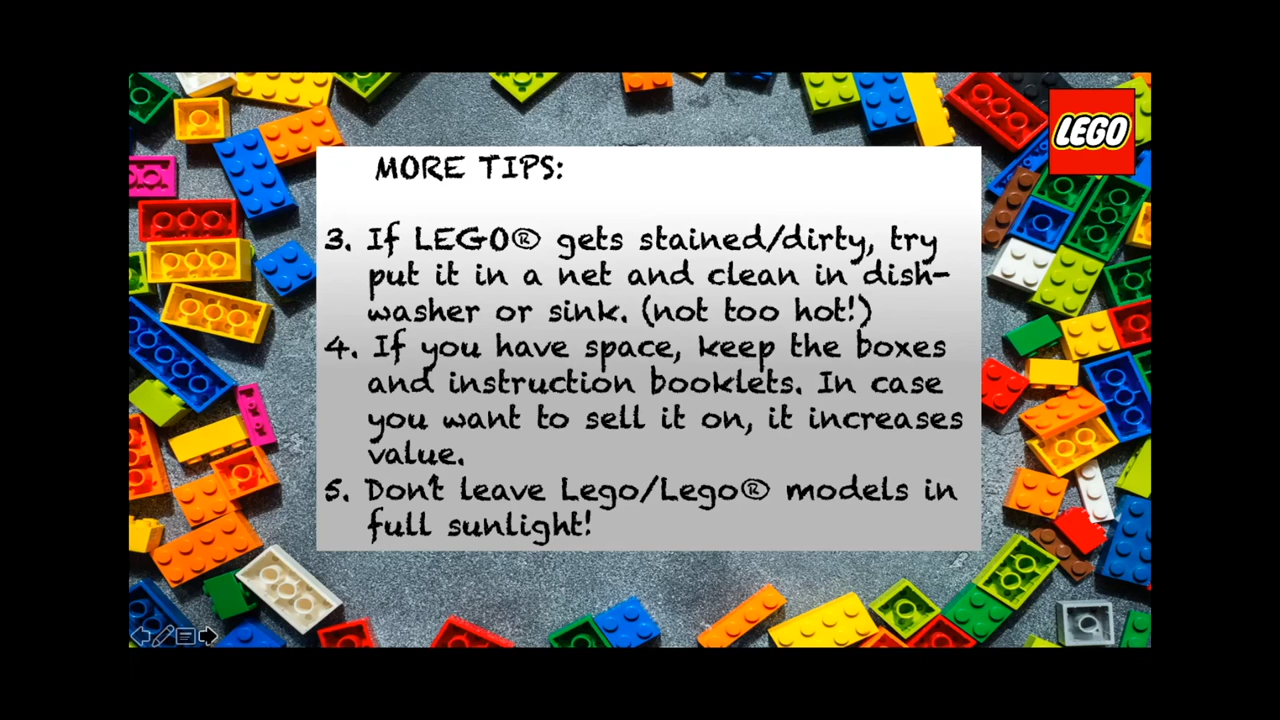 LEGO
MORE TIPS:
3. If LEGO® gets stained/dirty, try
put it in a net and clean in dish-
washer or sink. (not too hot!)
4. If you have space, keep the boxes
and instruction booklets. In case
you want to sell it on, it increases
value.
5. Don't leave Lego/Lego® models in
full sunlight!